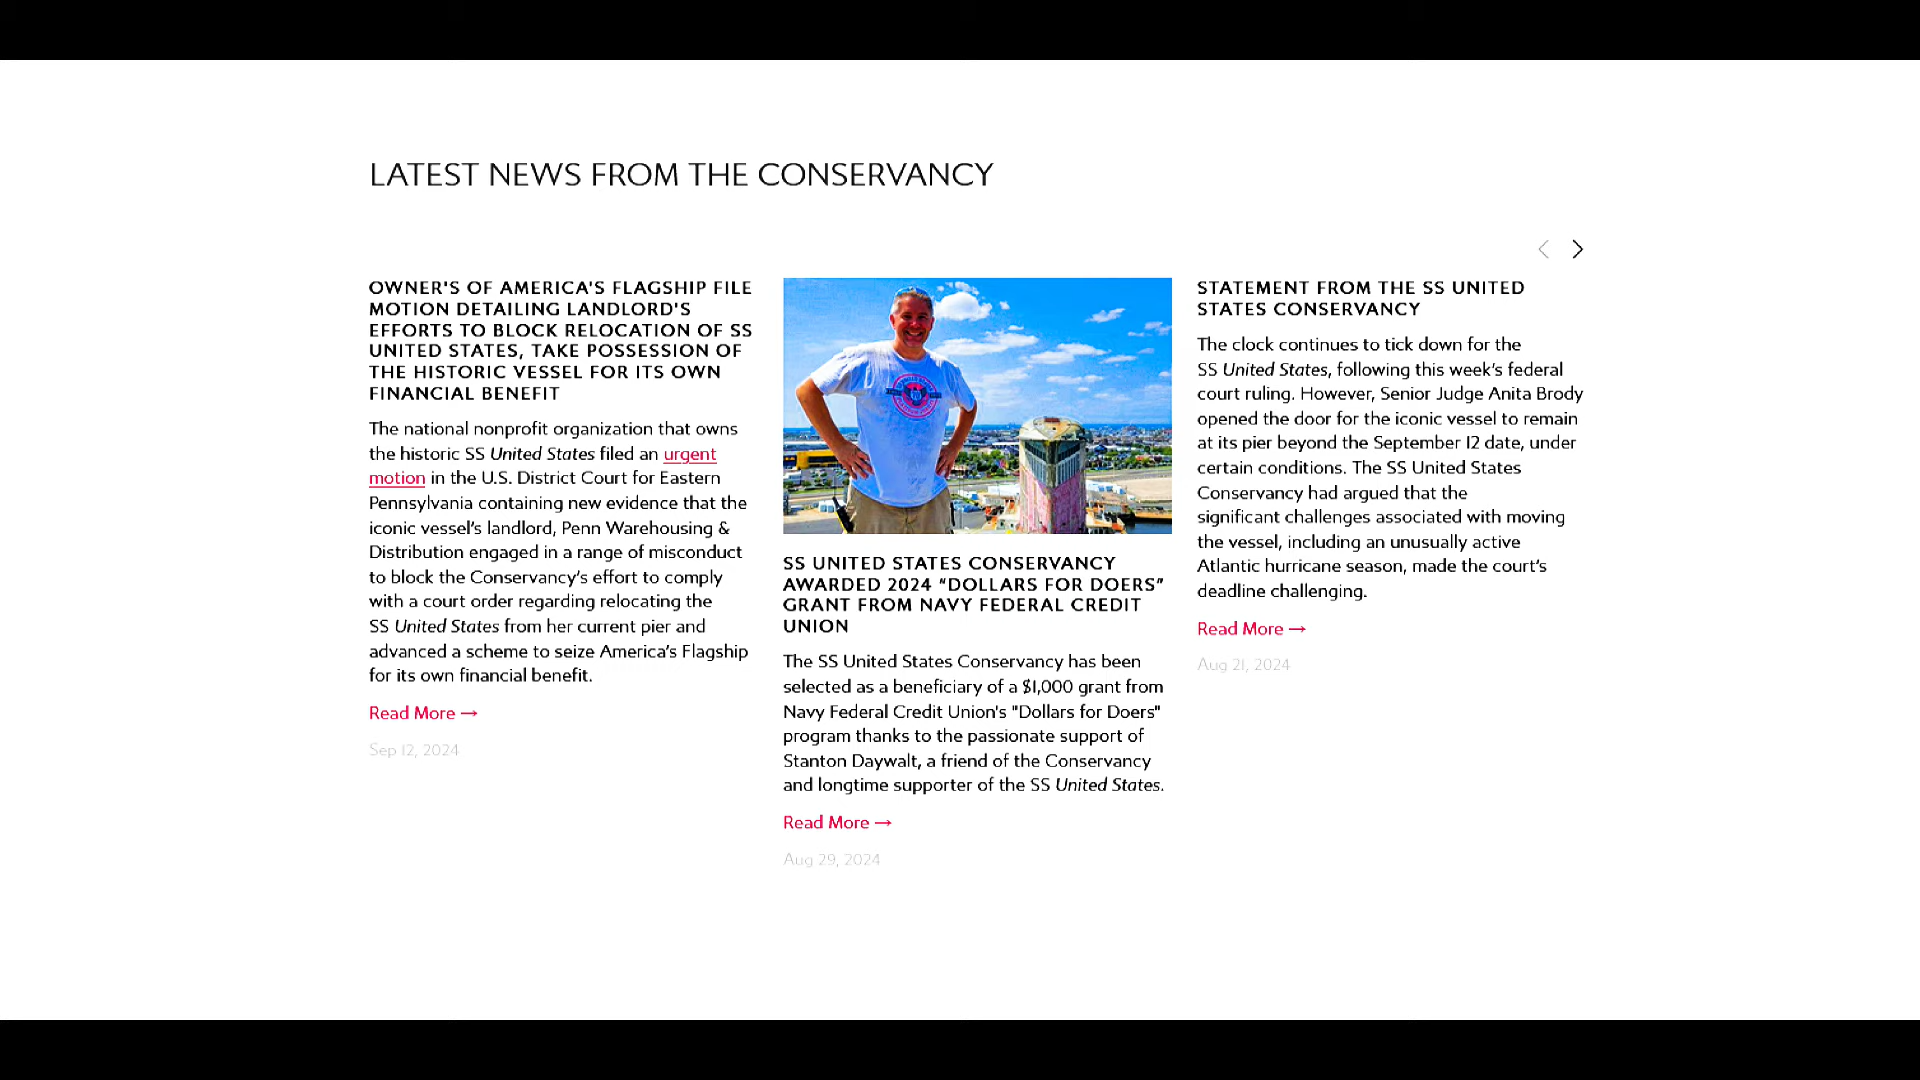 LATEST NEWS FROM THE CONSERVANCY
OWNER'S OF AMERICA'S FLAGSHIP FILE
MOTION DETAILING LANDLORD'S
EFFORTS TO BLOCK RELOCATION OF SS
UNITED STATES, TAKE POSSESSION OF
THE HISTORIC VESSEL FOR ITS OWN
FINANCIAL BENEFIT
The national nonprofit organization that owns
the historic SS United States filed an urgent
motion in the U.S. District Court for Eastern
Pennsylvania containing new evidence that the
iconic vessel’s landlord, Penn Warehousing &
Distribution engaged in a range of misconduct
to block the Conservancy’s effort to comply
with a court order regarding relocating the
SS United States from her current pier and
advanced a scheme to seize America’s Flagship
for its own financial benefit.
Read More →
Sep 12, 2024
SS UNITED STATES CONSERVANCY
AWARDED 2024 “DOLLARS FOR DOERS”
GRANT FROM NAVY FEDERAL CREDIT
UNION
The SS United States Conservancy has been
selected as a beneficiary of a $1,000 grant from
Navy Federal Credit Union's "Dollars for Doers"
program thanks to the passionate support of
Stanton Daywalt, a friend of the Conservancy
and longtime supporter of the SS United States.
Read More →
Aug 29, 2024
STATEMENT FROM THE SS UNITED
STATES CONSERVANCY
The clock continues to tick down for the
SS United States, following this week’s federal
court ruling. However, Senior Judge Anita Brody
opened the door for the iconic vessel to remain
at its pier beyond the September 12 date, under
certain conditions. The SS United States
Conservancy had argued that the
significant challenges associated with moving
the vessel, including an unusually active
Atlantic hurricane season, made the court’s
deadline challenging.
Read More →
Aug 21, 2024